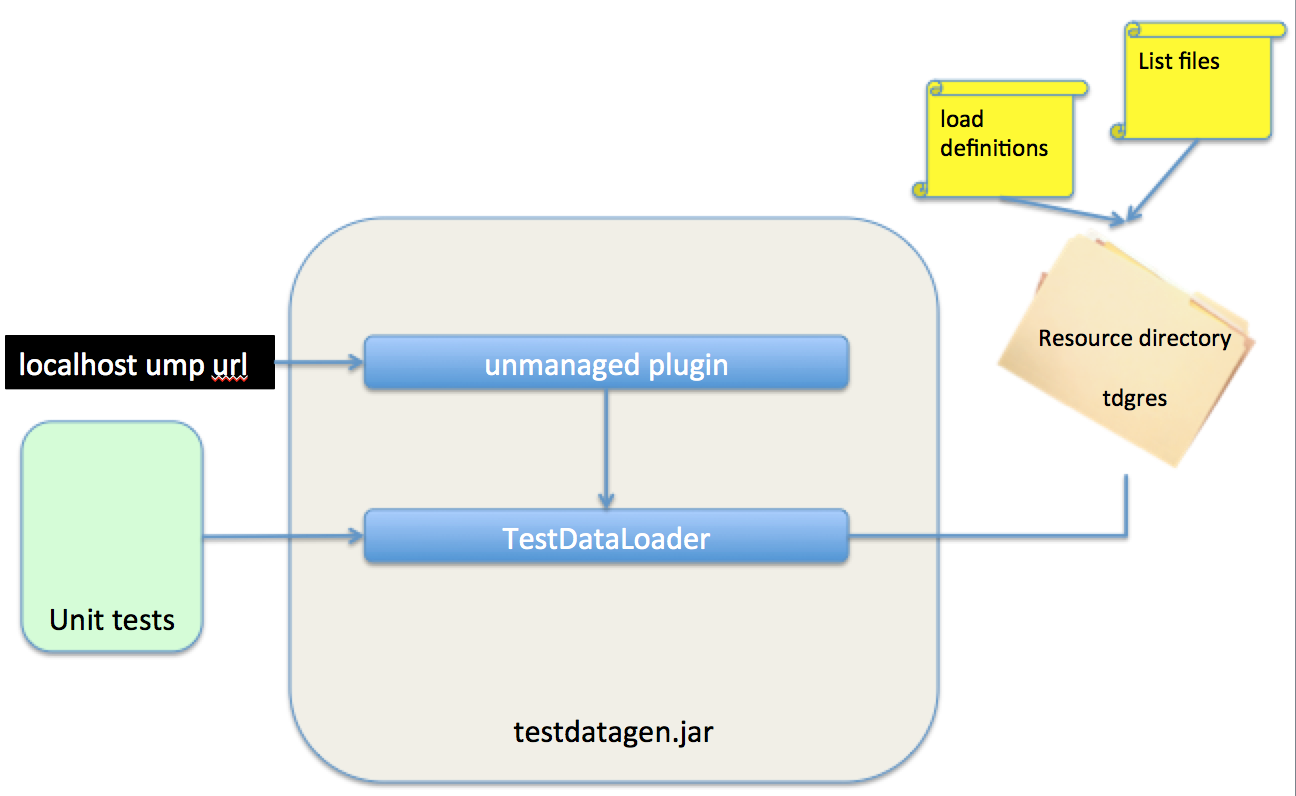 List files
load
definitions
Resource directory
tdgres
localhost ump url
unmanaged plugin
TestDataLoader
Unit tests
testdatagen.jar